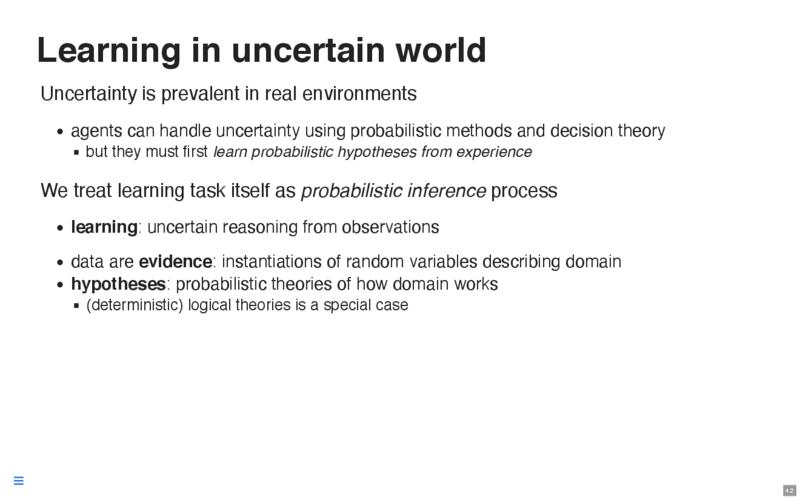 Learning in uncertain world
Uncertainty is prevalent in real environments
• agents can handle uncertainty using probabilistic methods and decision theory
▪ but they must first learn probabilistic hypotheses from experience
We treat learning task itself as probabilistic inference process
• learning: uncertain reasoning from observations
• data are evidence: instantiations of random variables describing domain
• hypotheses: probabilistic theories of how domain works
▪ (deterministic) logical theories is a special case
4.2